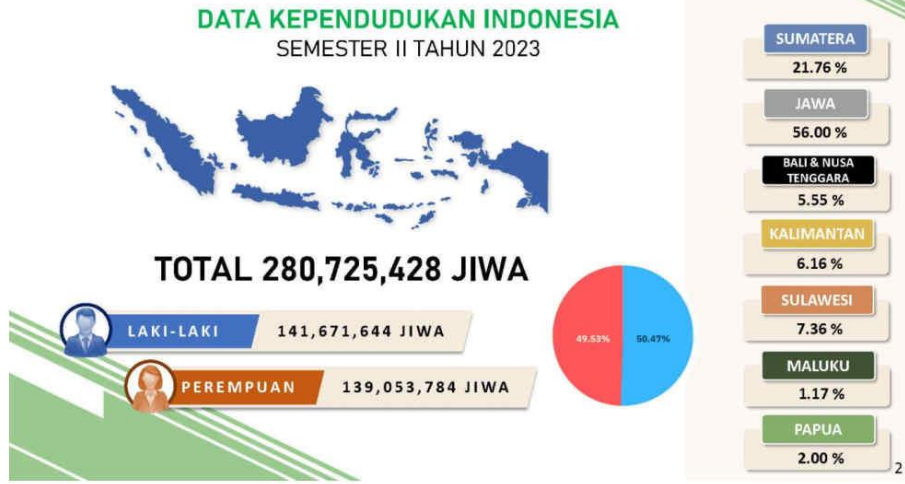 DATA KEPENDUDUKAN INDONESIA
SEMESTER II TAHUN 2023
TOTAL 280,725,428 JIWA
LAKI-LAKI 141,671,644 JIWA
PEREMPUAN 139,053,784 JIWA
49.53% 50.47%
SUMATERA
21.76 %
JAWA
56.00 %
BALI & NUSA
TENGGARA
5.55 %
KALIMANTAN
6.16 %
SULAWESI
7.36 %
MALUKU
1.17 %
PAPUA
2.00 %
2